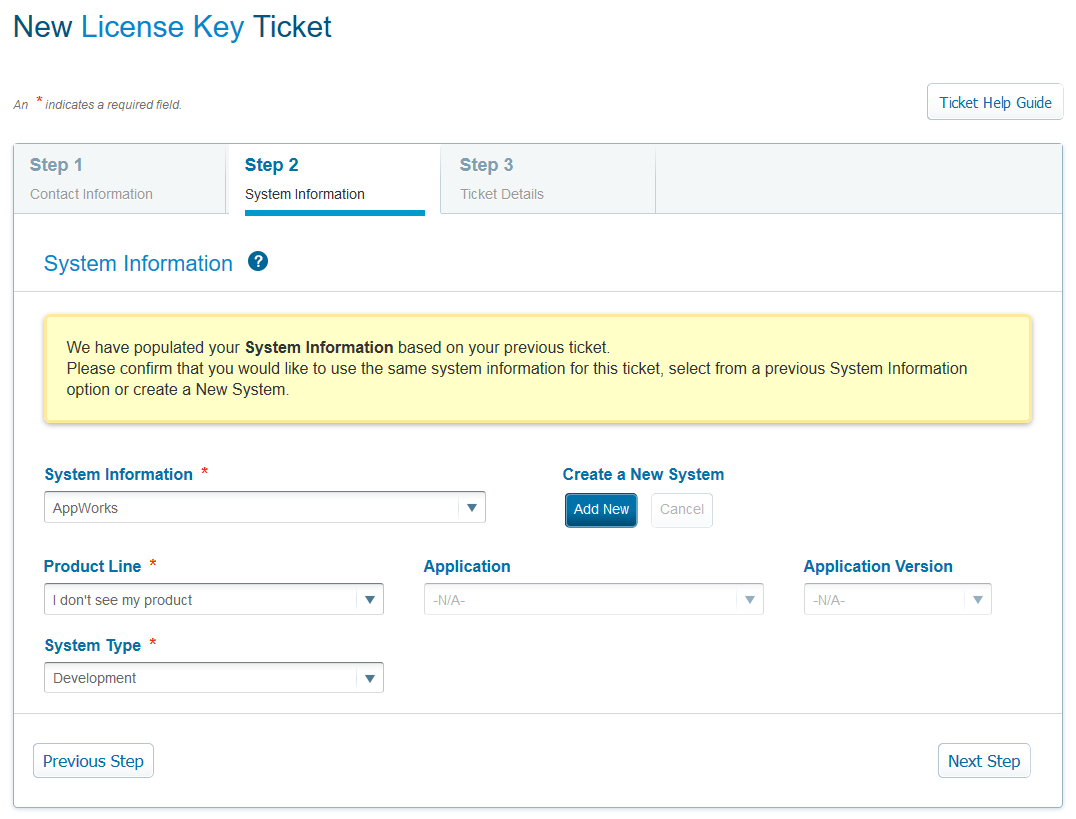 New License Key Ticket
An * indicates a required field.
Ticket Help Guide
Step 1
Contact Information
Step 2
System Information
Step 3
Ticket Details
System Information ?
We have populated your System Information based on your previous ticket.
Please confirm that you would like to use the same system information for this ticket, select from a previous System Information
option or create a New System.
System Information *
AppWorks
Create a New System
Add New
Cancel
Product Line *
I don't see my product
Application
-N/A-
Application Version
-N/A-
System Type *
Development
Previous Step
Next Step